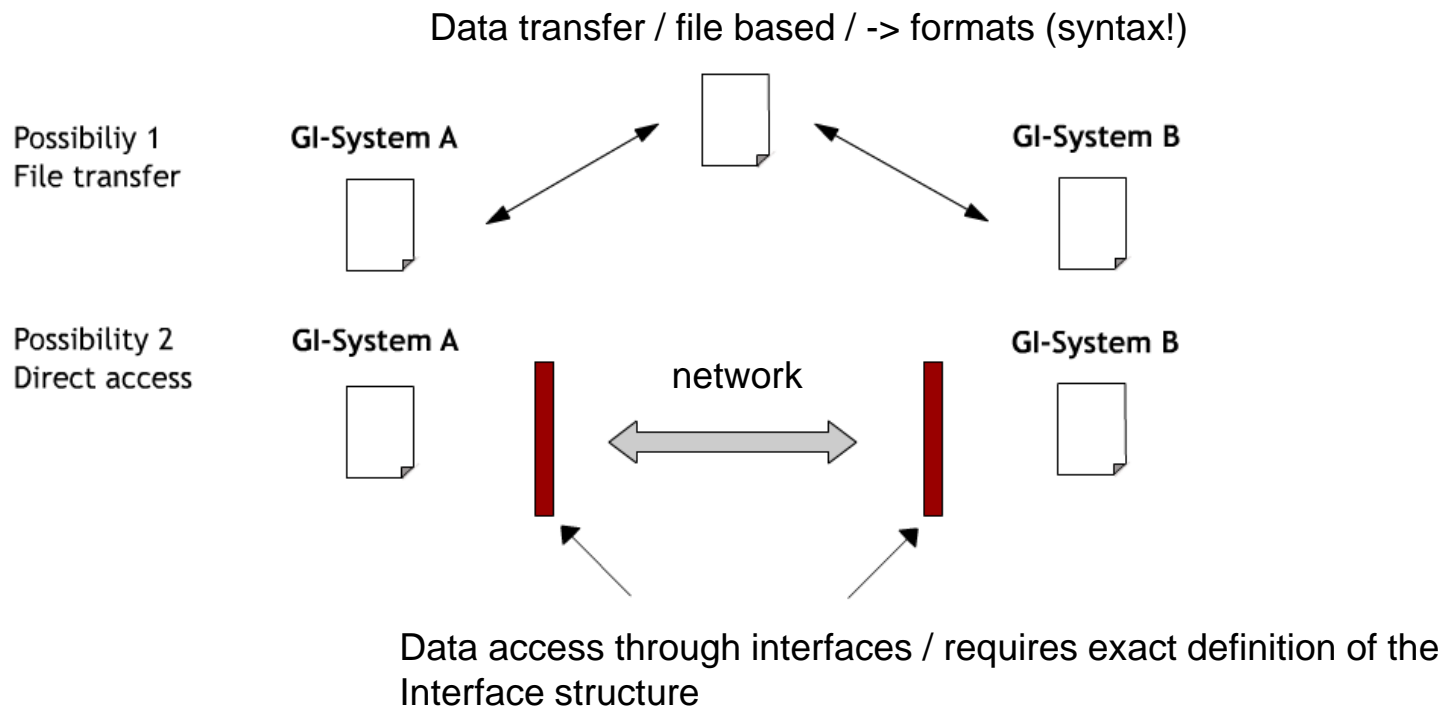 Data transfer / file based / -> formats (syntax!)
Possibiliy 1
File transfer
GI-System A
GI-System B
Possibility 2
Direct access
GI-System A
network
GI-System B
Data access through interfaces / requires exact definition of the
Interface structure